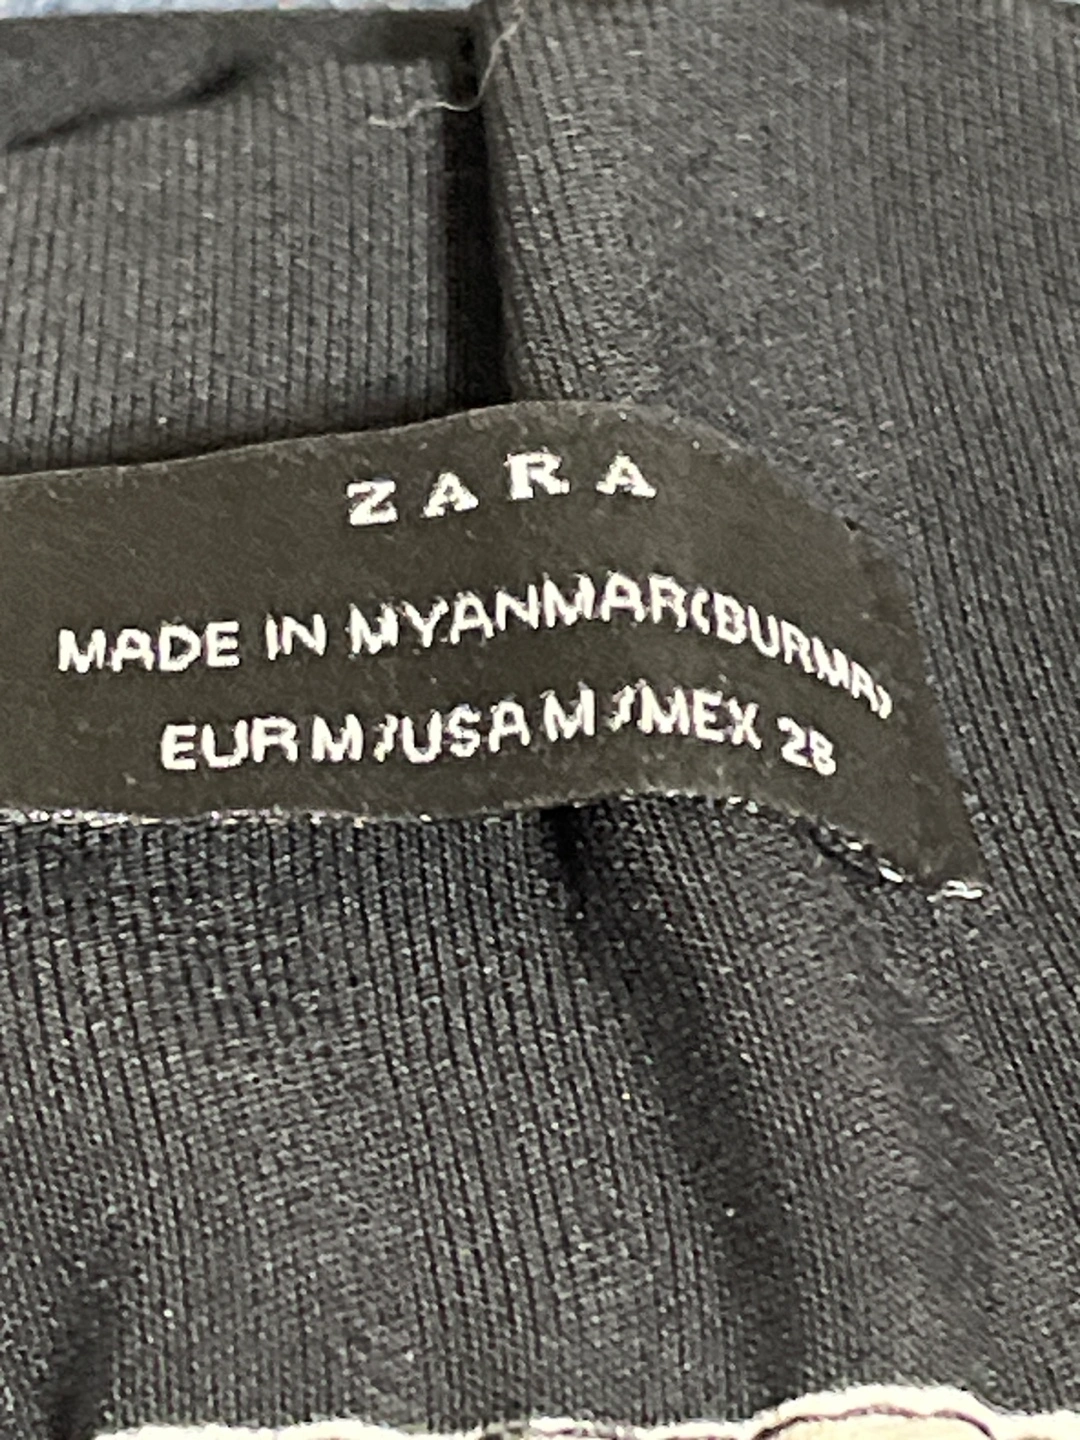 ZARA
MADE IN MYANMAR(BURMA)
EUR M/USA M/MEX 28